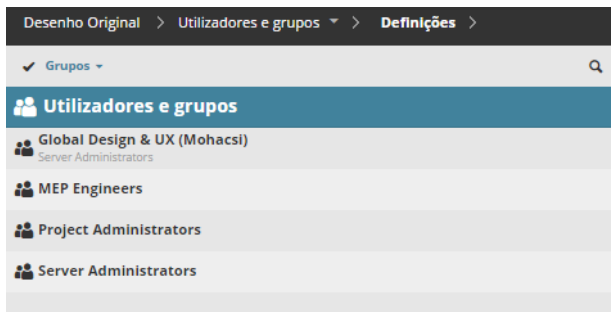 Desenho Original > Utilizadores e grupos > Definições >
Grupos
Utilizadores e grupos
Global Design & UX (Mohacsi)
Server Administrators
MEP Engineers
Project Administrators
Server Administrators